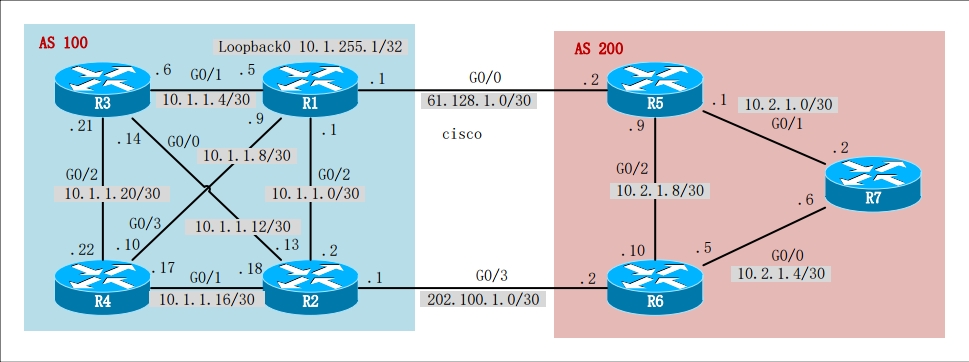 AS 100
Loopback0 10.1.255.1/32
AS 200
.6
G0/1
.5
.1
G0/0
.2
R3
10.1.1.4/30
R1
61.128.1.0/30
R5
.1
10.2.1.0/30
G0/1
.21
.14
G0/0
.9
.1
cisco
.9
.2
10.1.1.8/30
G0/2
10.1.1.20/30
G0/2
10.1.1.0/30
G0/2
10.2.1.8/30
R7
.6
G0/3
10.1.1.12/30
.22
.10
.13
.2
.10
.5
G0/0
10.2.1.4/30
.17
G0/1
.18
.1
G0/3
.2
R4
10.1.1.16/30
R2
202.100.1.0/30
R6